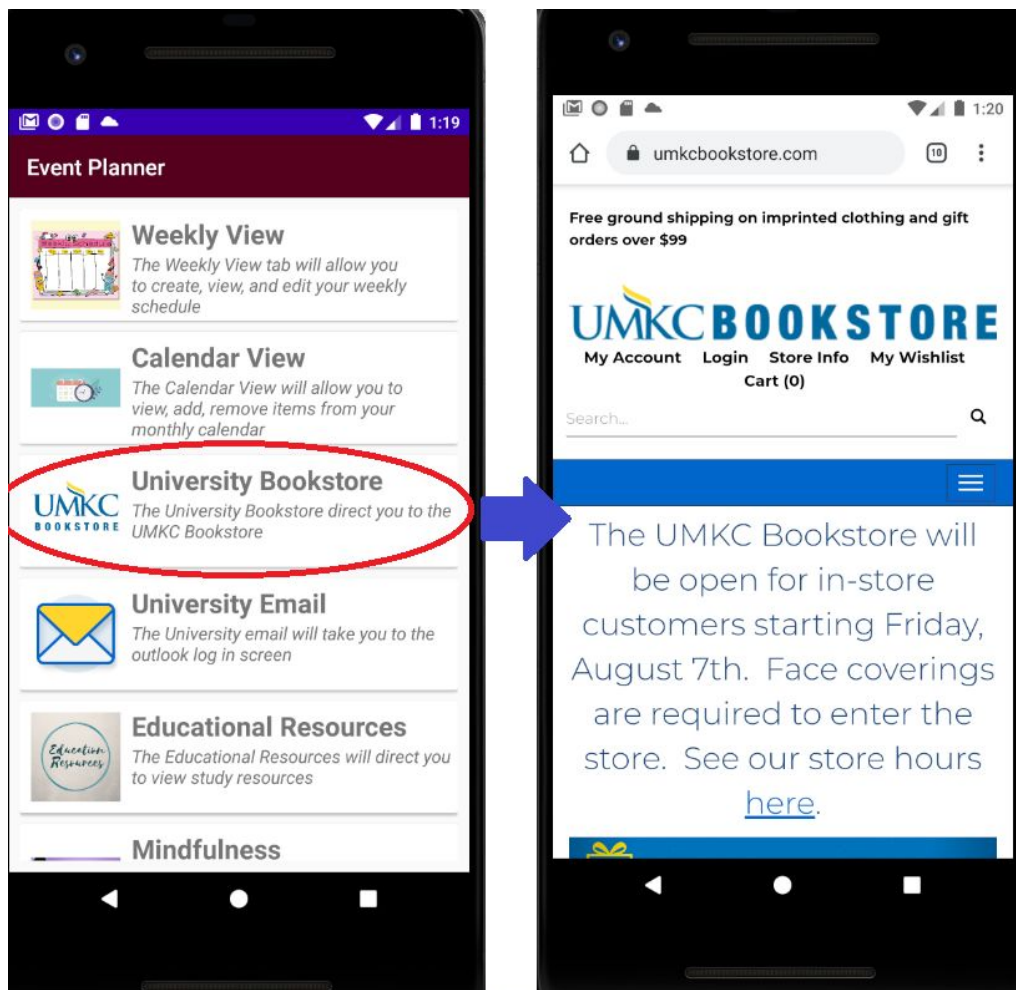 1:19
Event Planner
Weekly View
The Weekly View tab will allow you
to create, view, and edit your weekly
schedule
Calendar View
The Calendar View will allow you to
view, add, remove items from your
monthly calendar
UMKC
BOOKSTORE
University Bookstore
The University Bookstore direct you to the
UMKC Bookstore
University Email
The University email will take you to the
outlook log in screen
Education
Resources
Educational Resources
The Educational Resources will direct you
to view study resources
Mindfulness
1:20
umkcbookstore.com
10
Free ground shipping on imprinted clothing and gift
orders over $99
UMKC BOOKSTORE
My Account Login Store Info My Wishlist
Cart (0)
Search...
The UMKC Bookstore will
be open for in-store
customers starting Friday,
August 7th. Face coverings
are required to enter the
store. See our store hours
here.